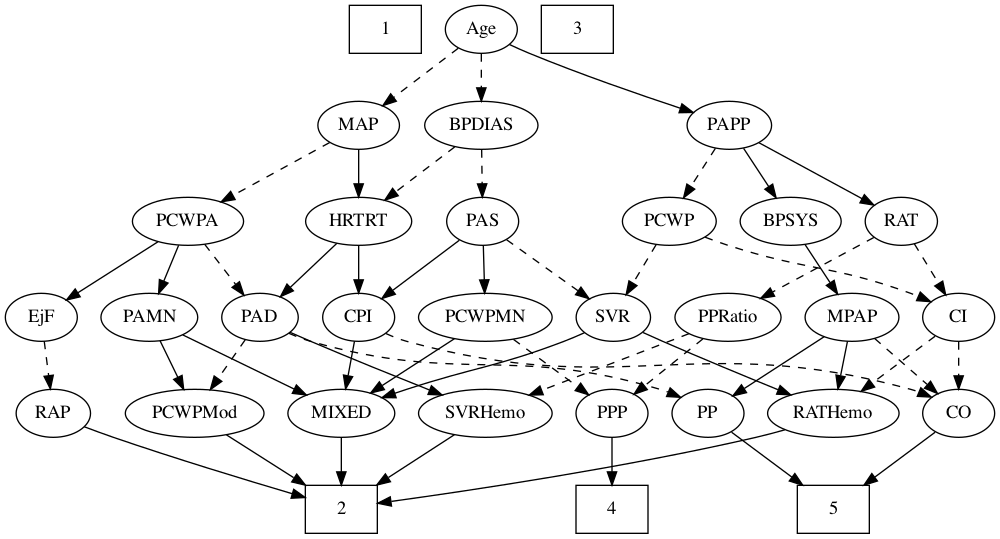 1
Age
3
MAP
BPDIAS
PAPP
PCWPA
HRTRT
PAS
PCWP
BPSYS
RAT
EjF
PAMN
PAD
CPI
PCWPMN
SVR
PPRatio
MPAP
CI
RAP
PCWPMod
MIXED
SVRHemo
PPP
PP
RATHemo
CO
2
4
5